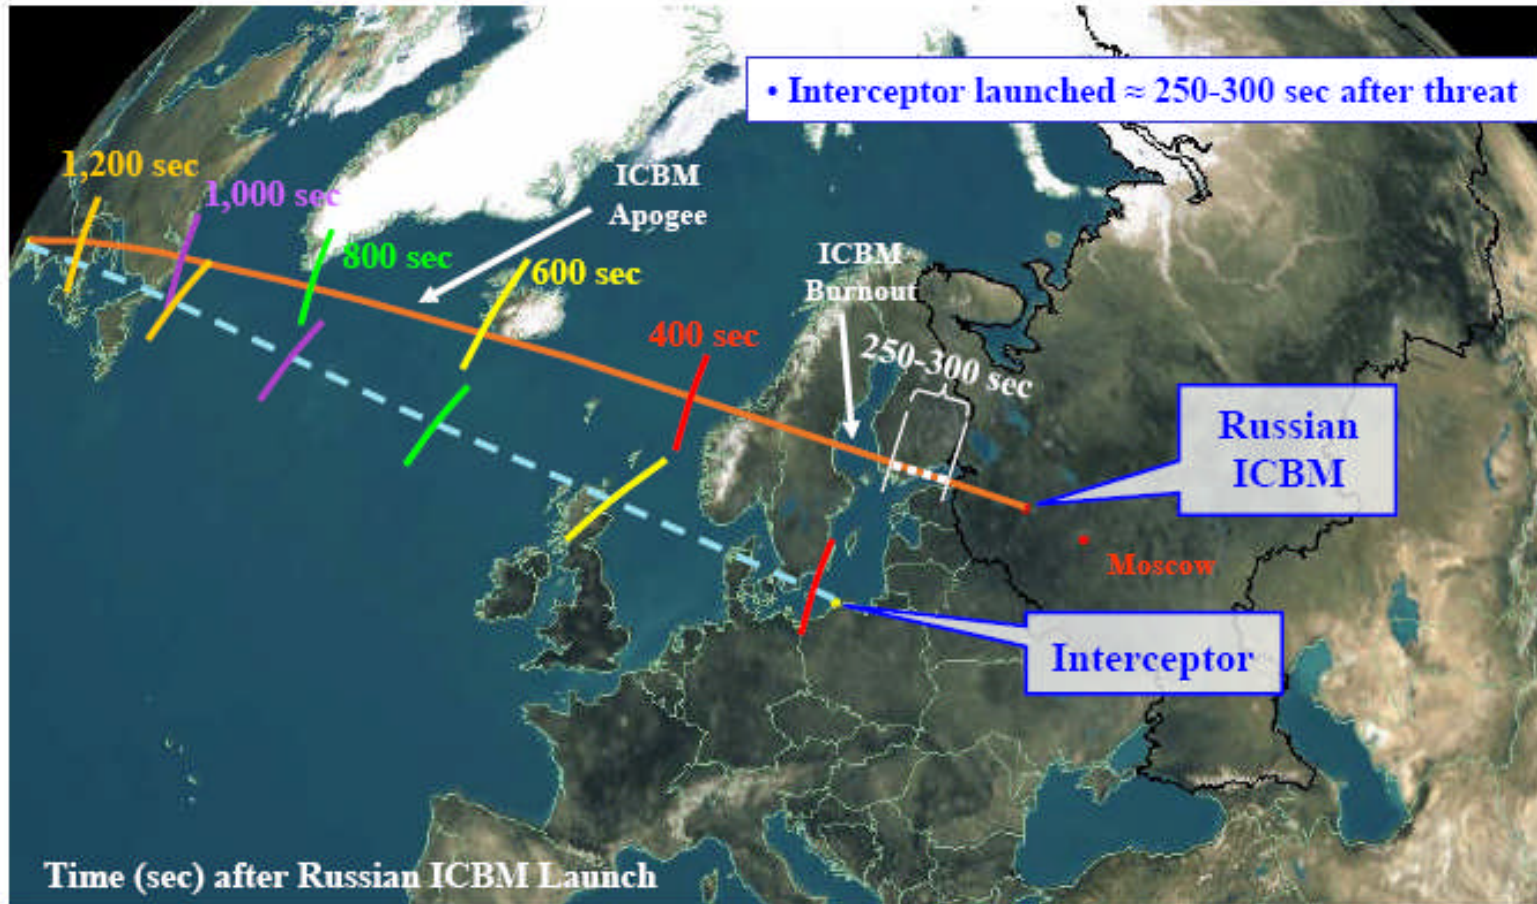 • Interceptor launched ≈ 250-300 sec after threat
1,200 sec
1,000 sec
ICBM
Apogee
800 sec
600 sec
ICBM
Burnout
400 sec
250-300 sec
Russian
ICBM
Moscow
Interceptor
Time (sec) after Russian ICBM Launch